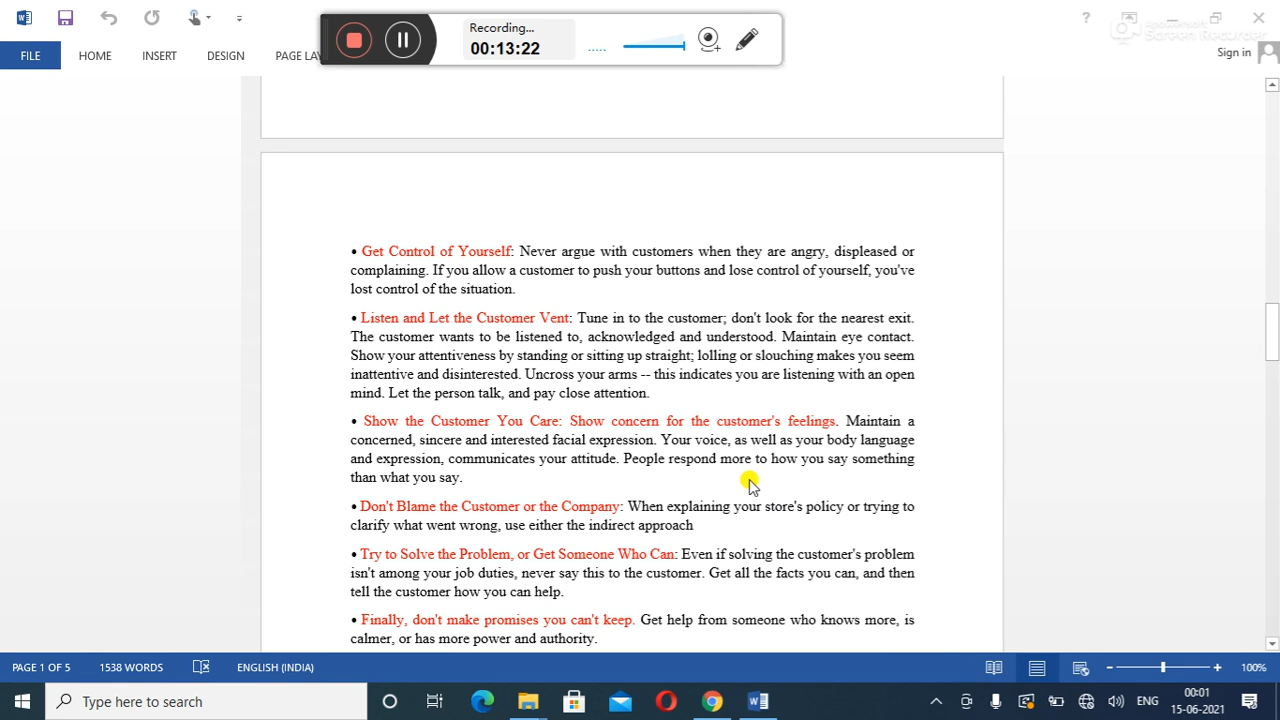 Recording...
00:13:22
?
Apowersoft
Screen Recorder
FILE
HOME
INSERT
DESIGN
PAGE LAY
Sign in
• Get Control of Yourself: Never argue with customers when they are angry, displeased or
complaining. If you allow a customer to push your buttons and lose control of yourself, you've
lost control of the situation.
• Listen and Let the Customer Vent: Tune in to the customer; don't look for the nearest exit.
The customer wants to be listened to, acknowledged and understood. Maintain eye contact.
Show your attentiveness by standing or sitting up straight; lolling or slouching makes you seem
inattentive and disinterested. Uncross your arms -- this indicates you are listening with an open
mind. Let the person talk, and pay close attention.
• Show the Customer You Care: Show concern for the customer's feelings. Maintain a
concerned, sincere and interested facial expression. Your voice, as well as your body language
and expression, communicates your attitude. People respond more to how you say something
than what you say.
• Don't Blame the Customer or the Company: When explaining your store's policy or trying to
clarify what went wrong, use either the indirect approach
• Try to Solve the Problem, or Get Someone Who Can: Even if solving the customer's problem
isn't among your job duties, never say this to the customer. Get all the facts you can, and then
tell the customer how you can help.
• Finally, don't make promises you can't keep. Get help from someone who knows more, is
calmer, or has more power and authority.
PAGE 1 OF 5
1538 WORDS
ENGLISH (INDIA)
100%
Type here to search
ENG
00:01
15-06-2021